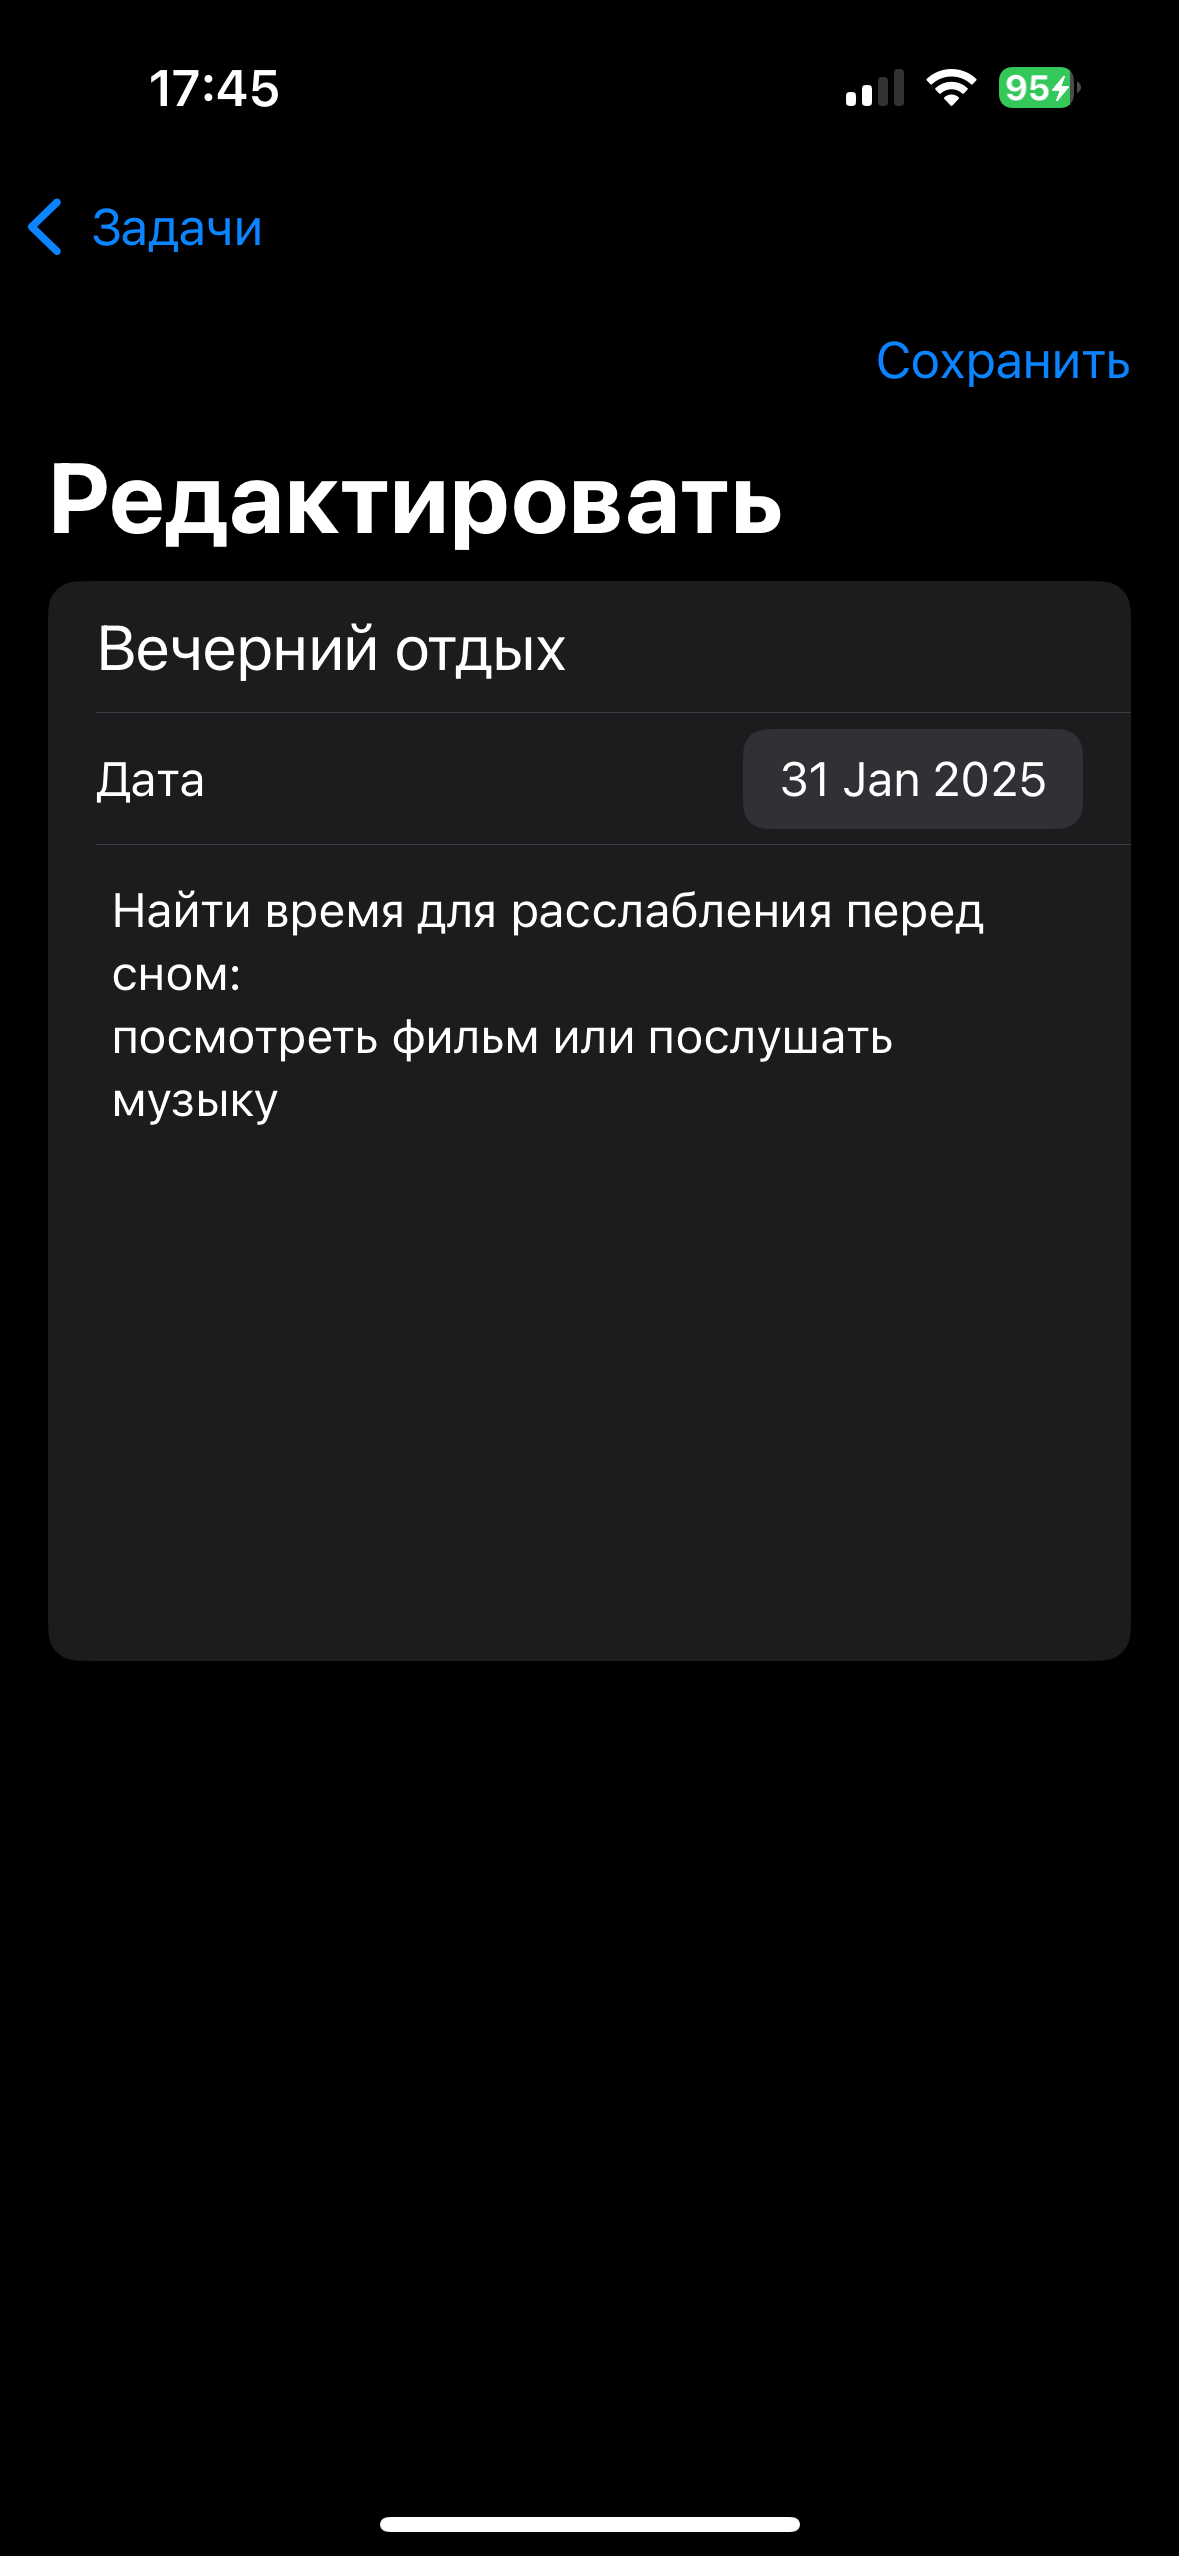 17:45
95
Задачи
Сохранить
Редактировать
Вечерний отдых
Дата
31 Jan 2025
Найти время для расслабления перед
сном:
посмотреть фильм или послушать
музыку